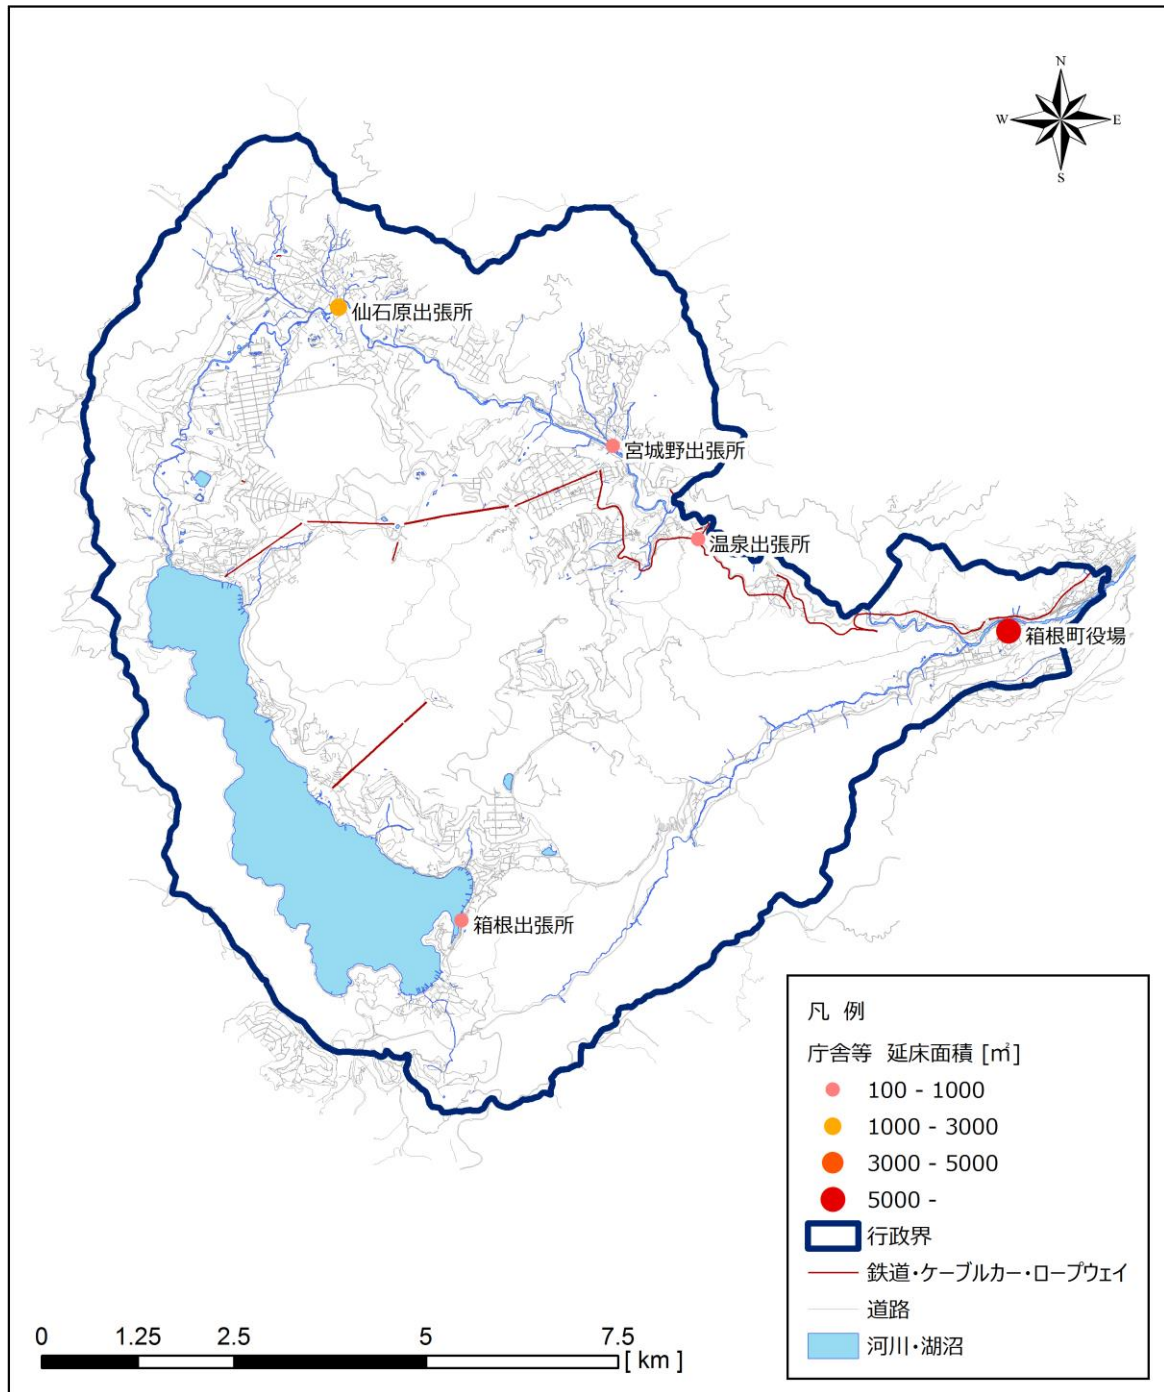 N
W
E
S
仙石原出張所
宮城野出張所
温泉出張所
箱根町役場
箱根出張所
凡 例
庁舎等 延床面積 [㎡]
100 - 1000
1000 - 3000
3000 - 5000
5000 -
行政界
鉄道・ケーブルカー・ロープウェイ
道路
河川・湖沼
0 1.25 2.5 5 7.5
[ km ]